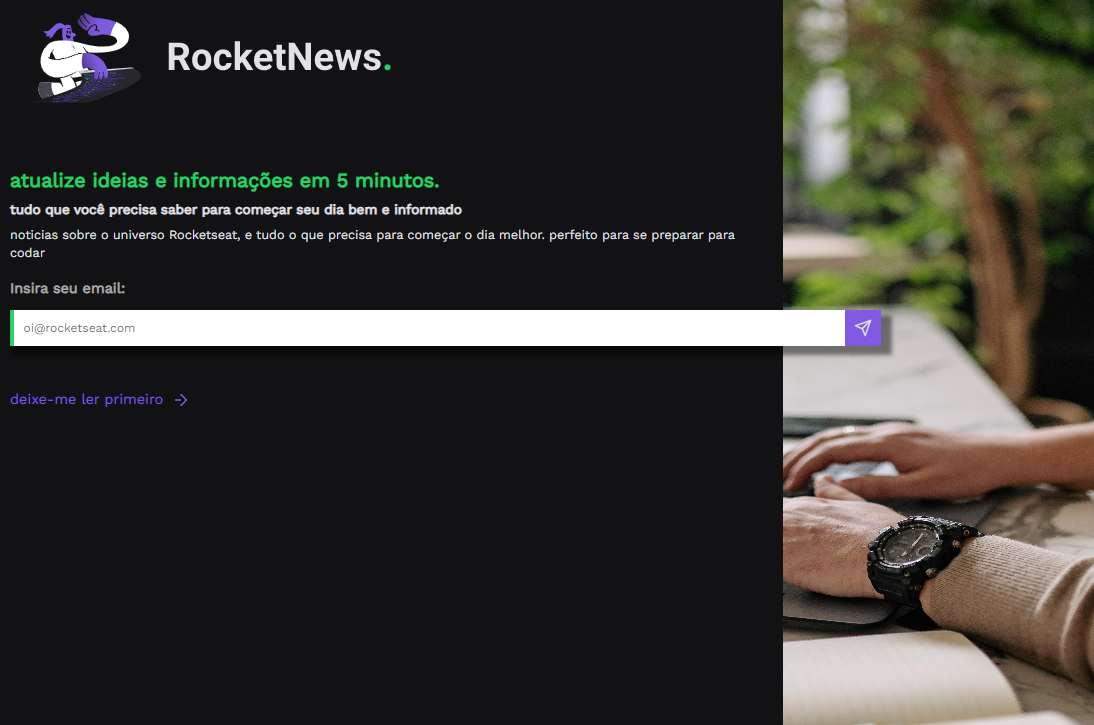 RocketNews.
atualize ideias e informações em 5 minutos.
tudo que você precisa saber para começar seu dia bem e informado
noticias sobre o universo Rocketseat, e tudo o que precisa para começar o dia melhor. perfeito para se preparar para
codar
Insira seu email:
oi@rocketseat.com
deixe-me ler primeiro